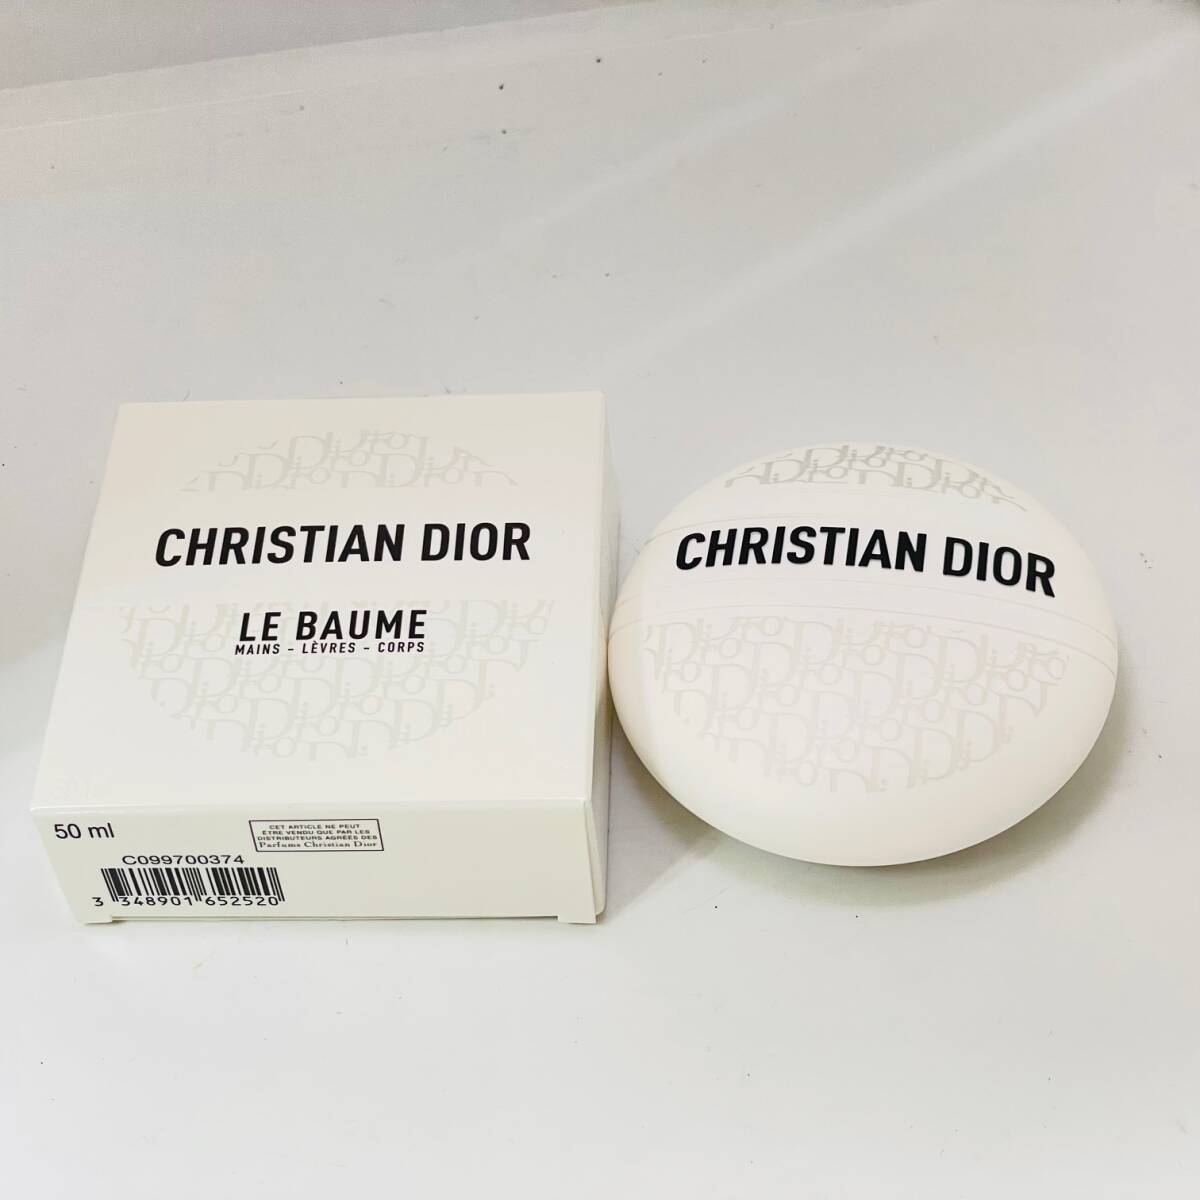 CHRISTIAN DIOR
LE BAUME
MAINS - LÈVRES - CORPS
50 ml
CET ARTICLE NE PEUT
ÊTRE VENDU QUE PAR LES
DISTRIBUTEURS AGRÉÉS DES
Parfums Christian Dior
C099700374
3 348901 652520
CHRISTIAN DIOR